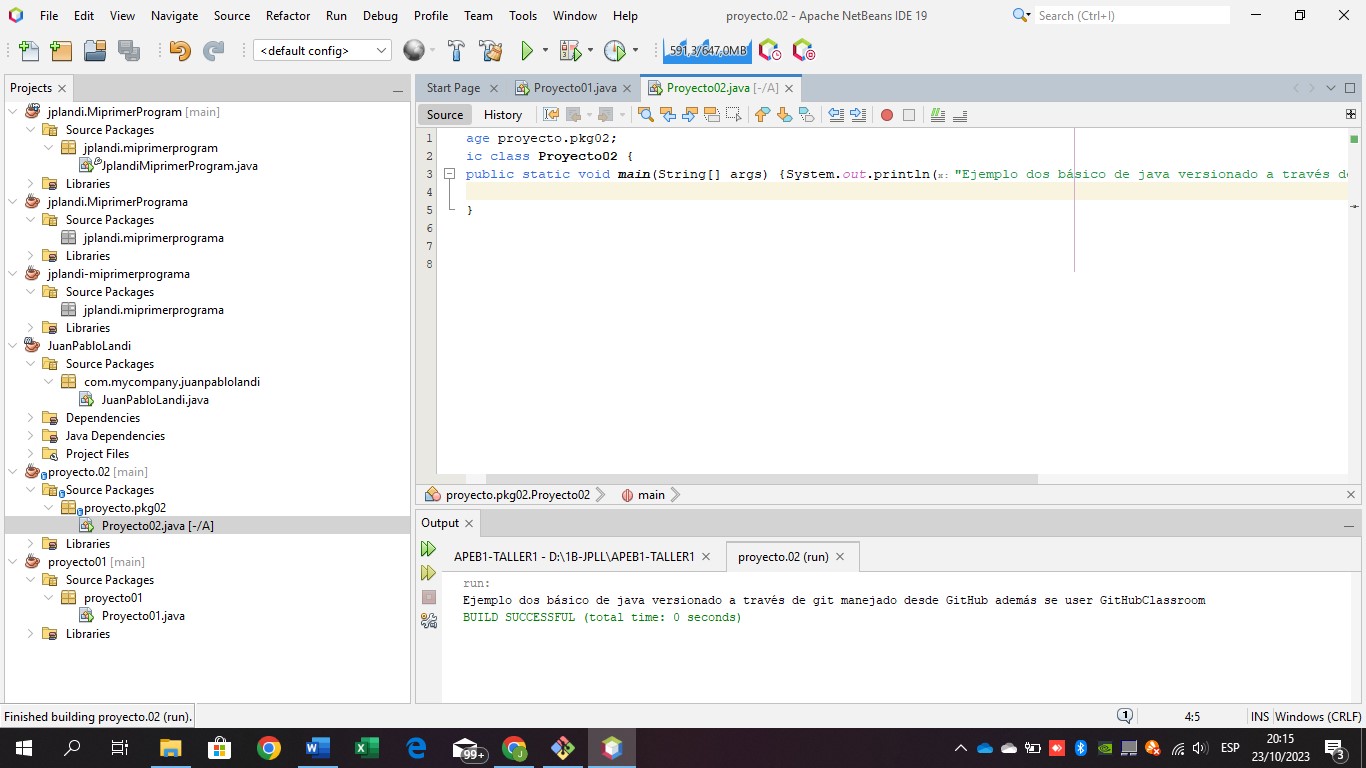 File Edit View Navigate Source Refactor Run Debug Profile Team Tools Window Help proyecto.02 - Apache NetBeans IDE 19 Search (Ctrl+I)
<default config> 591,3/647,0MB
Projects
jplandi.MiprimerProgram [main]
Source Packages
jplandi.miprimerprogram
JplandiMiprimerProgram.java
Libraries
jplandi.MiprimerPrograma
Source Packages
jplandi.miprimerprograma
Libraries
jplandi-miprimerprograma
Source Packages
jplandi.miprimerprograma
Libraries
JuanPabloLandi
Source Packages
com.mycompany.juanpablolandi
JuanPabloLandi.java
Dependencies
Java Dependencies
Project Files
proyecto.02 [main]
Source Packages
proyecto.pkg02
Proyecto02.java [-/A]
Libraries
proyecto01 [main]
Source Packages
proyecto01
Proyecto01.java
Libraries
Start Page Proyecto01.java Proyecto02.java [-/A]
Source History
1 age proyecto.pkg02;
2 ic class Proyecto02 {
3 public static void main(String[] args) {System.out.println(x: "Ejemplo dos básico de java versionado a través de
4
5 }
6
7
8
proyecto.pkg02.Proyecto02 main
Output
APEB1-TALLER1 - D:\1B-JPLL\APEB1-TALLER1 proyecto.02 (run)
run:
Ejemplo dos básico de java versionado a través de git manejado desde GitHub además se user GitHubClassroom
BUILD SUCCESSFUL (total time: 0 seconds)
Finished building proyecto.02 (run). 1 4:5 INS Windows (CRLF)
99+ ESP 20:15
23/10/2023 3